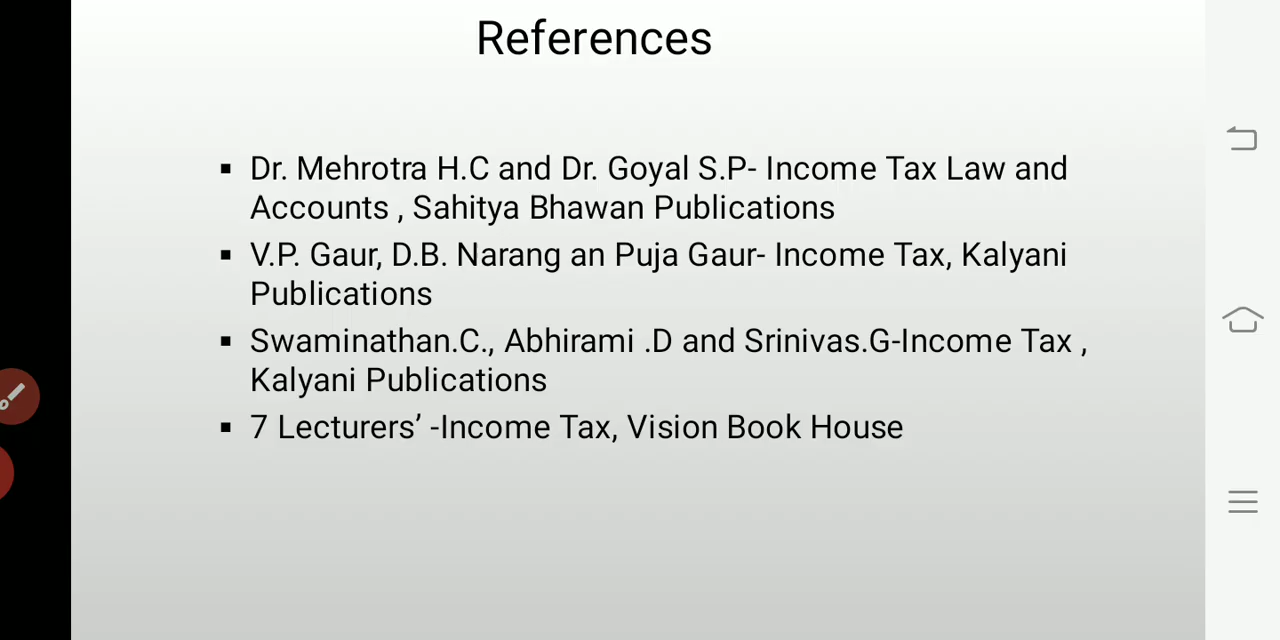 References
▪ Dr. Mehrotra H.C and Dr. Goyal S.P- Income Tax Law and
Accounts , Sahitya Bhawan Publications
▪ V.P. Gaur, D.B. Narang an Puja Gaur- Income Tax, Kalyani
Publications
▪ Swaminathan.C., Abhirami .D and Srinivas.G-Income Tax ,
Kalyani Publications
▪ 7 Lecturers’ -Income Tax, Vision Book House